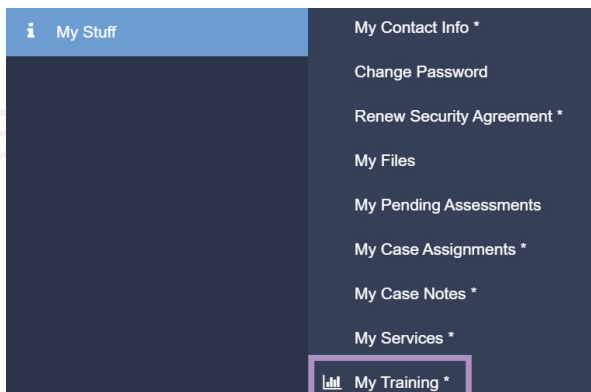 My Stuff
My Contact Info *
Change Password
Renew Security Agreement *
My Files
My Pending Assessments
My Case Assignments *
My Case Notes *
My Services *
My Training *